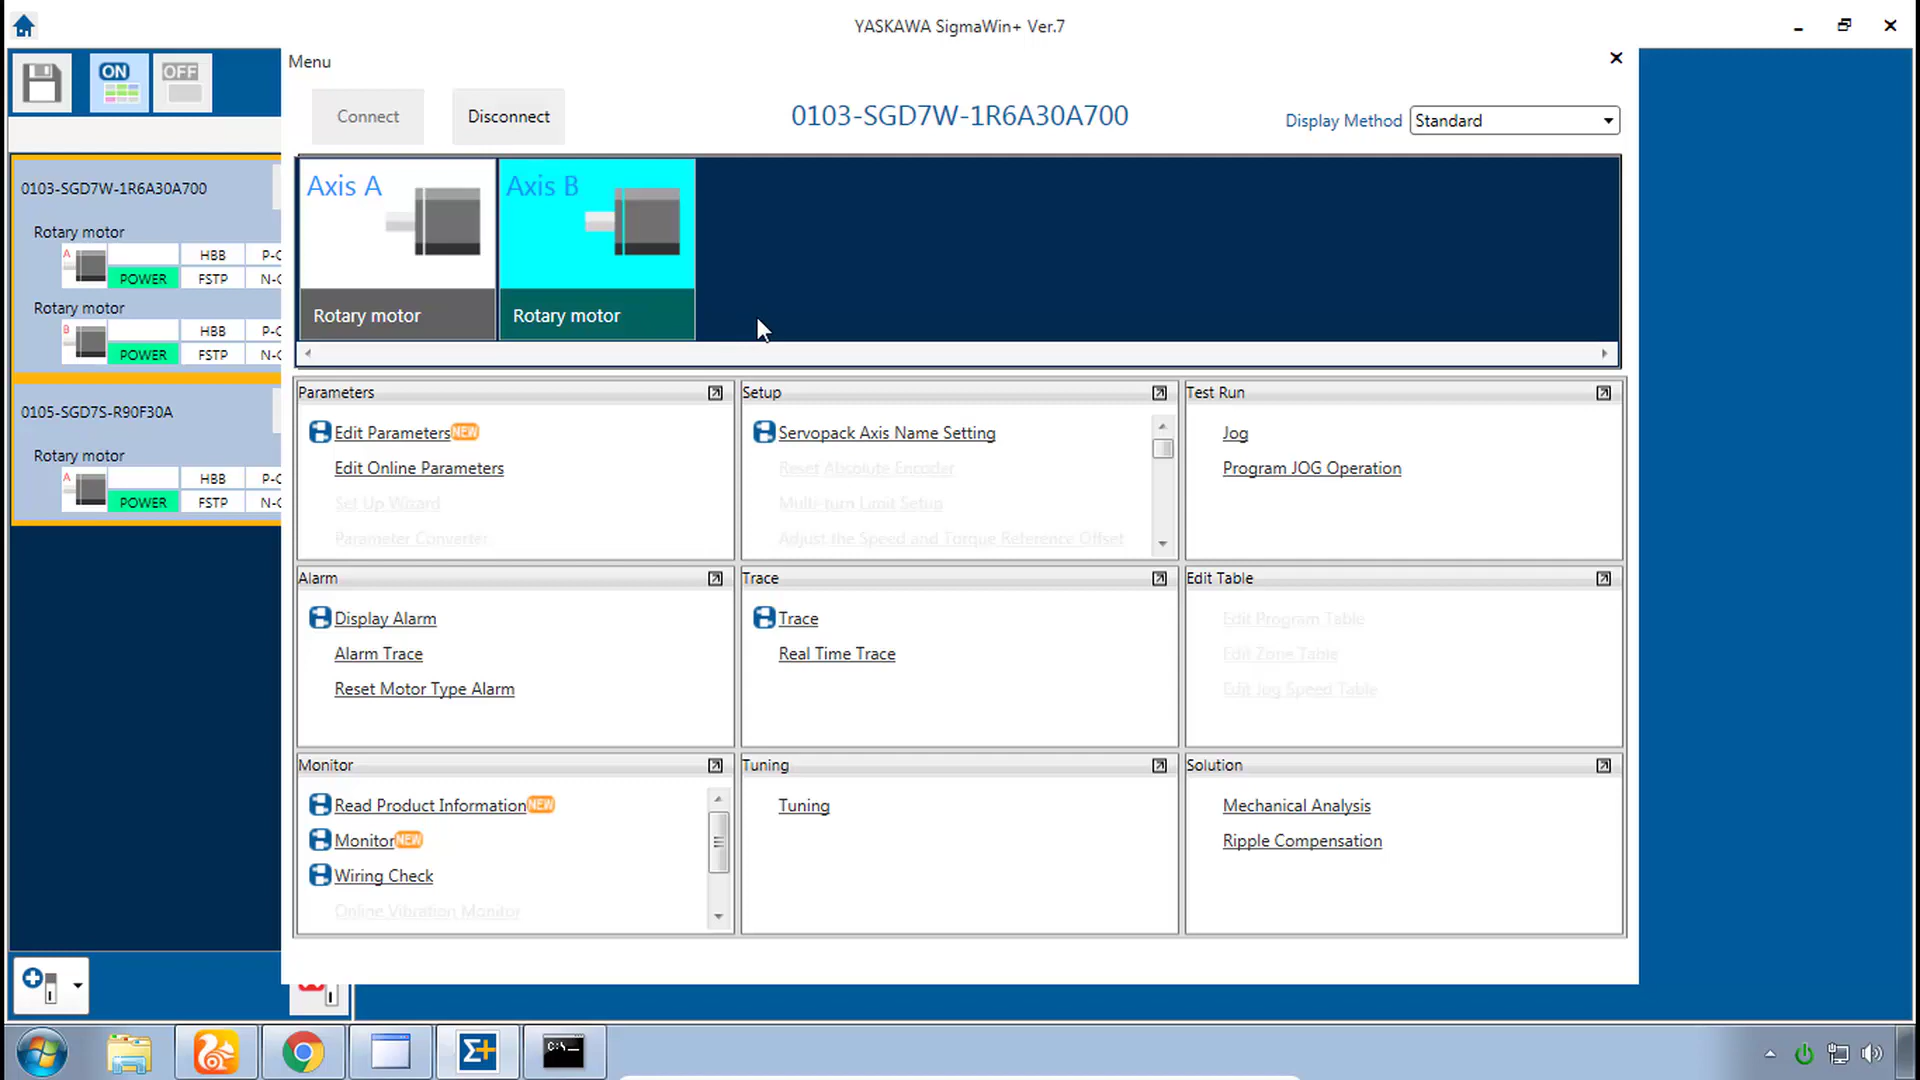 YASKAWA SigmaWin+ Ver.7
Menu
ON
OFF
Connect
Disconnect
0103-SGD7W-1R6A30A700
Display Method
Standard
0103-SGD7W-1R6A30A700
Rotary motor
A
HBB
POWER
FSTP
Rotary motor
B
HBB
POWER
FSTP
0105-SGD7S-R90F30A
Rotary motor
A
HBB
POWER
FSTP
Axis A
Rotary motor
Axis B
Rotary motor
Parameters
Edit Parameters NEW
Edit Online Parameters
Set Up Wizard
Parameter Converter
Setup
Servopack Axis Name Setting
Reset Absolute Encoder
Multi-turn Limit Setup
Adjust the Speed and Torque Reference Offset
Test Run
Jog
Program JOG Operation
Alarm
Display Alarm
Alarm Trace
Reset Motor Type Alarm
Trace
Trace
Real Time Trace
Edit Table
Edit Program Table
Edit Zone Table
Edit Jog Speed Table
Monitor
Read Product Information NEW
Monitor NEW
Wiring Check
Online Vibration Monitor
Tuning
Tuning
Solution
Mechanical Analysis
Ripple Compensation
Σ+
C:\